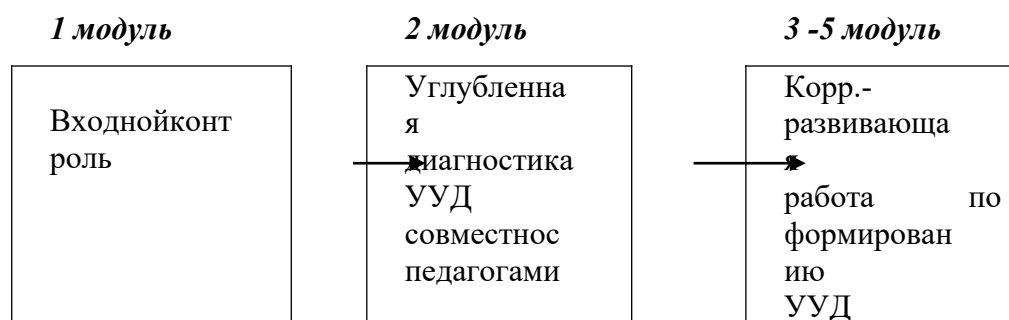 1 модуль
2 модуль
3 -5 модуль
Входнойконт
роль
Углубленна
я
диагностика
УУД
совместнос
педагогами
Корр.-
развивающа
я
работа по
формирован
ию
УУД